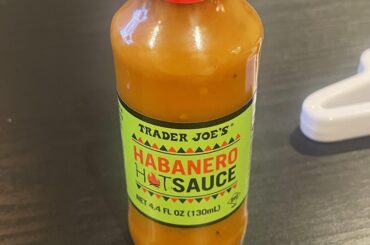 TRADER JOE'S®
HABANERO
HOT SAUCE
NET 4.4 FL OZ (130mL)